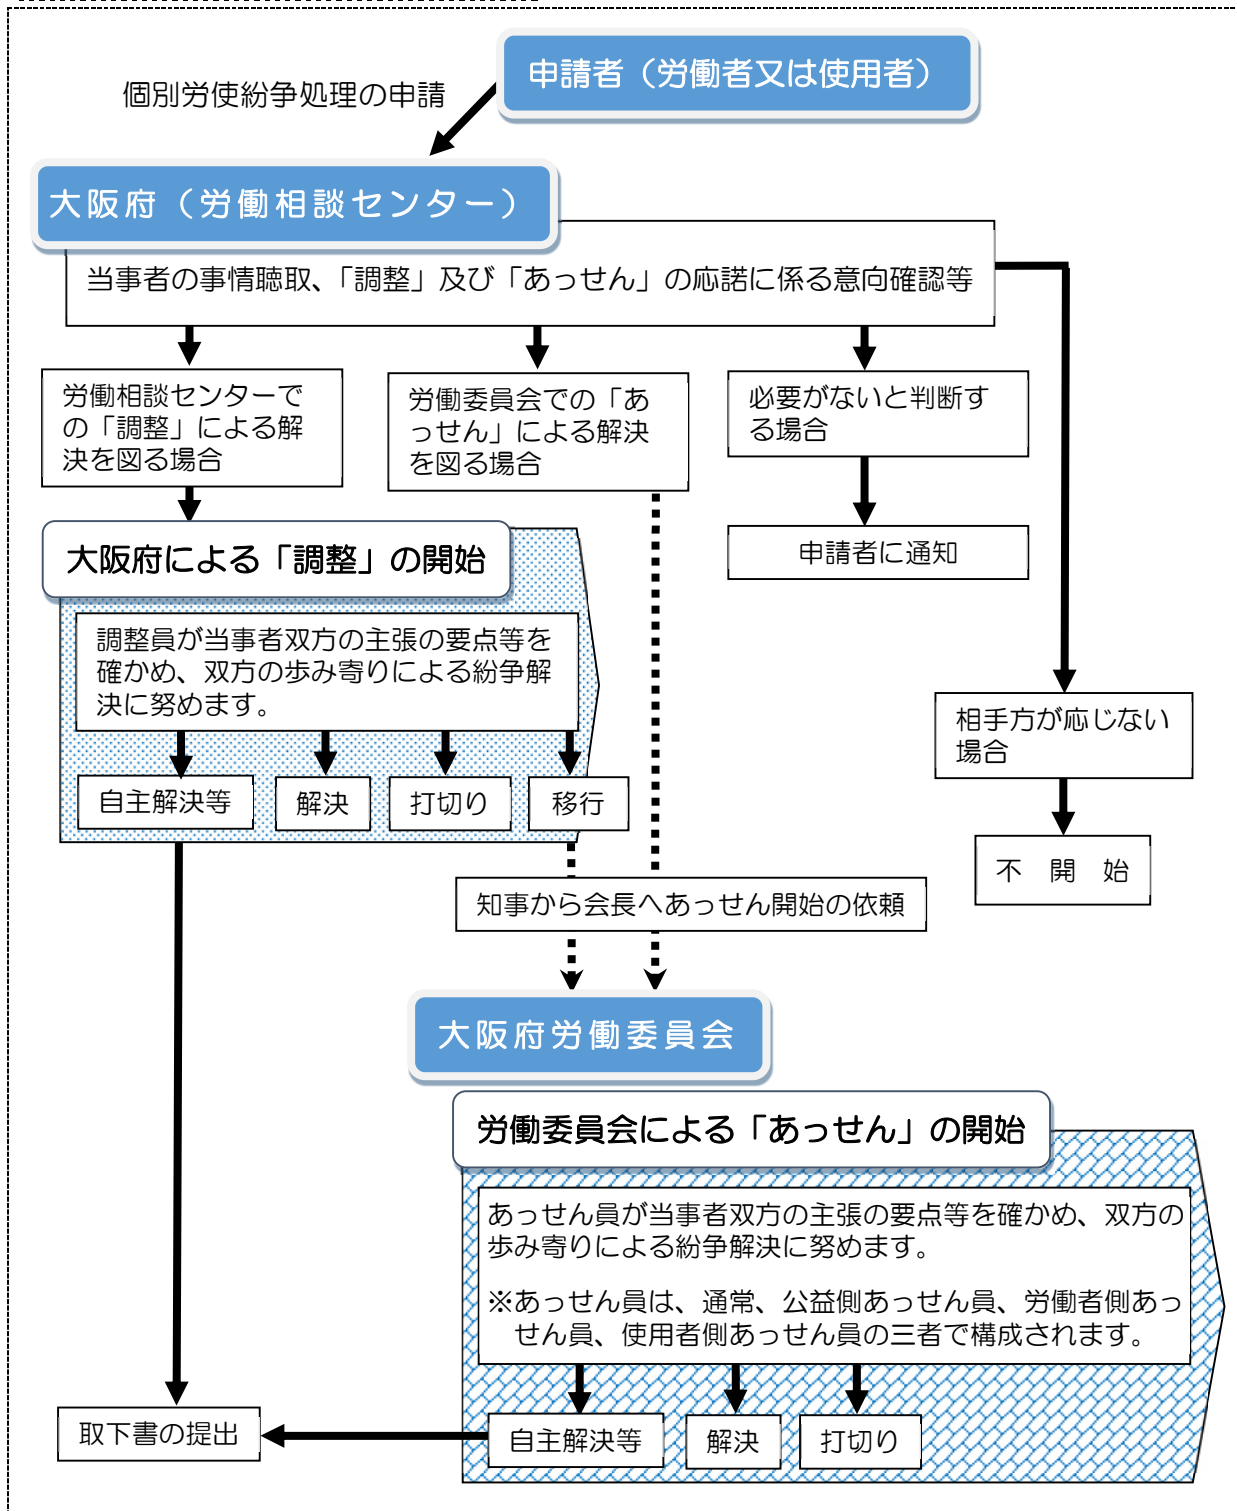 申請者（労働者又は使用者）
個別労使紛争処理の申請
大阪府（労働相談センター）
当事者の事情聴取、「調整」及び「あっせん」の応諾に係る意向確認等
労働相談センターで
の「調整」による解
決を図る場合
労働委員会での「あ
っせん」による解決
を図る場合
必要がないと判断す
る場合
申請者に通知
大阪府による「調整」の開始
調整員が当事者双方の主張の要点等を
確かめ、双方の歩み寄りによる紛争解
決に努めます。
自主解決等
解決
打切り
移行
相手方が応じない
場合
不　開　始
知事から会長へあっせん開始の依頼
大阪府労働委員会
労働委員会による「あっせん」の開始
あっせん員が当事者双方の主張の要点等を確かめ、双方の
歩み寄りによる紛争解決に努めます。
※あっせん員は、通常、公益側あっせん員、労働者側あっ
せん員、使用者側あっせん員の三者で構成されます。
取下書の提出
自主解決等
解決
打切り